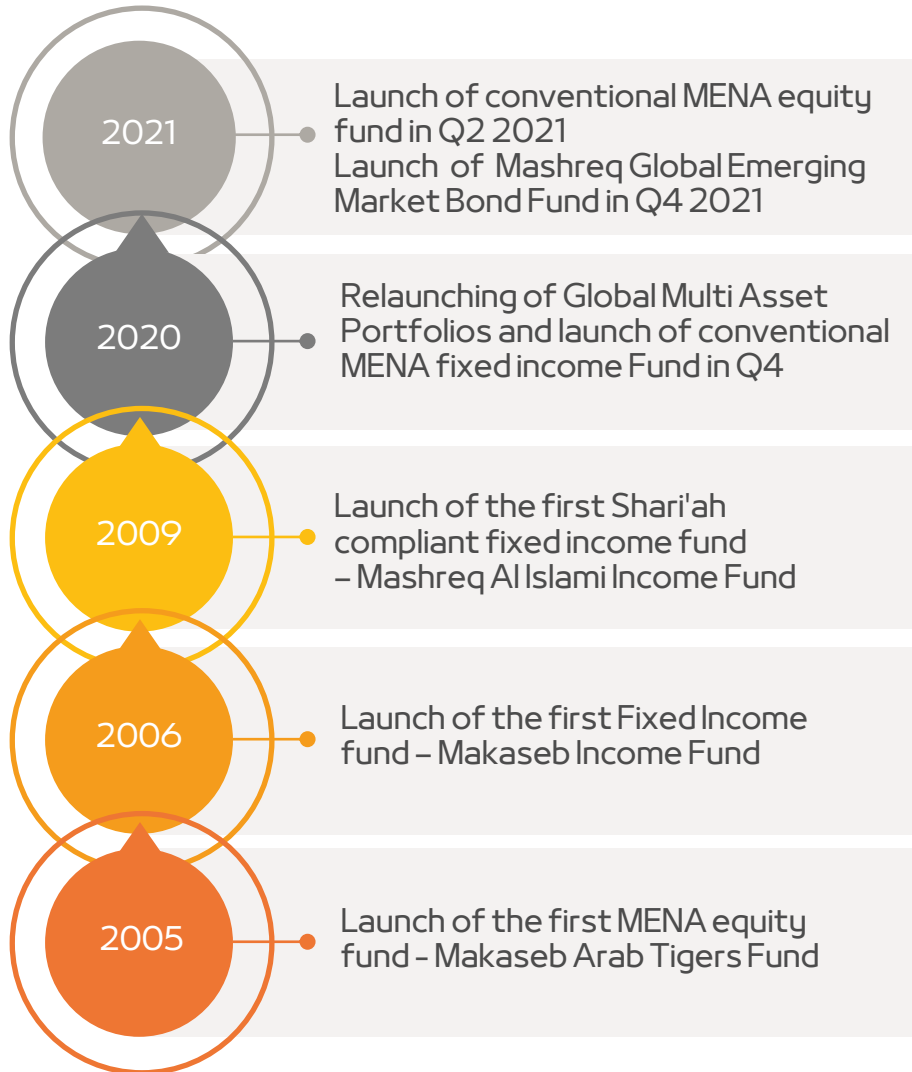 2021
Launch of conventional MENA equity
fund in Q2 2021
Launch of Mashreq Global Emerging
Market Bond Fund in Q4 2021
2020
Relaunching of Global Multi Asset
Portfolios and launch of conventional
MENA fixed income Fund in Q4
2009
Launch of the first Shari'ah
compliant fixed income fund
– Mashreq Al Islami Income Fund
2006
Launch of the first Fixed Income
fund – Makaseb Income Fund
2005
Launch of the first MENA equity
fund - Makaseb Arab Tigers Fund